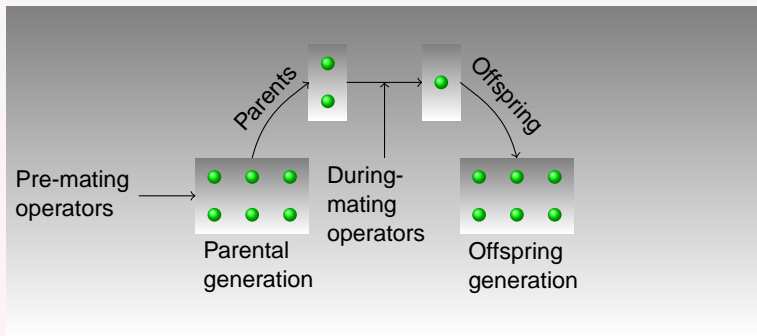 Parents
Offspring
Pre-mating
operators
During-
mating
operators
Parental
generation
Offspring
generation